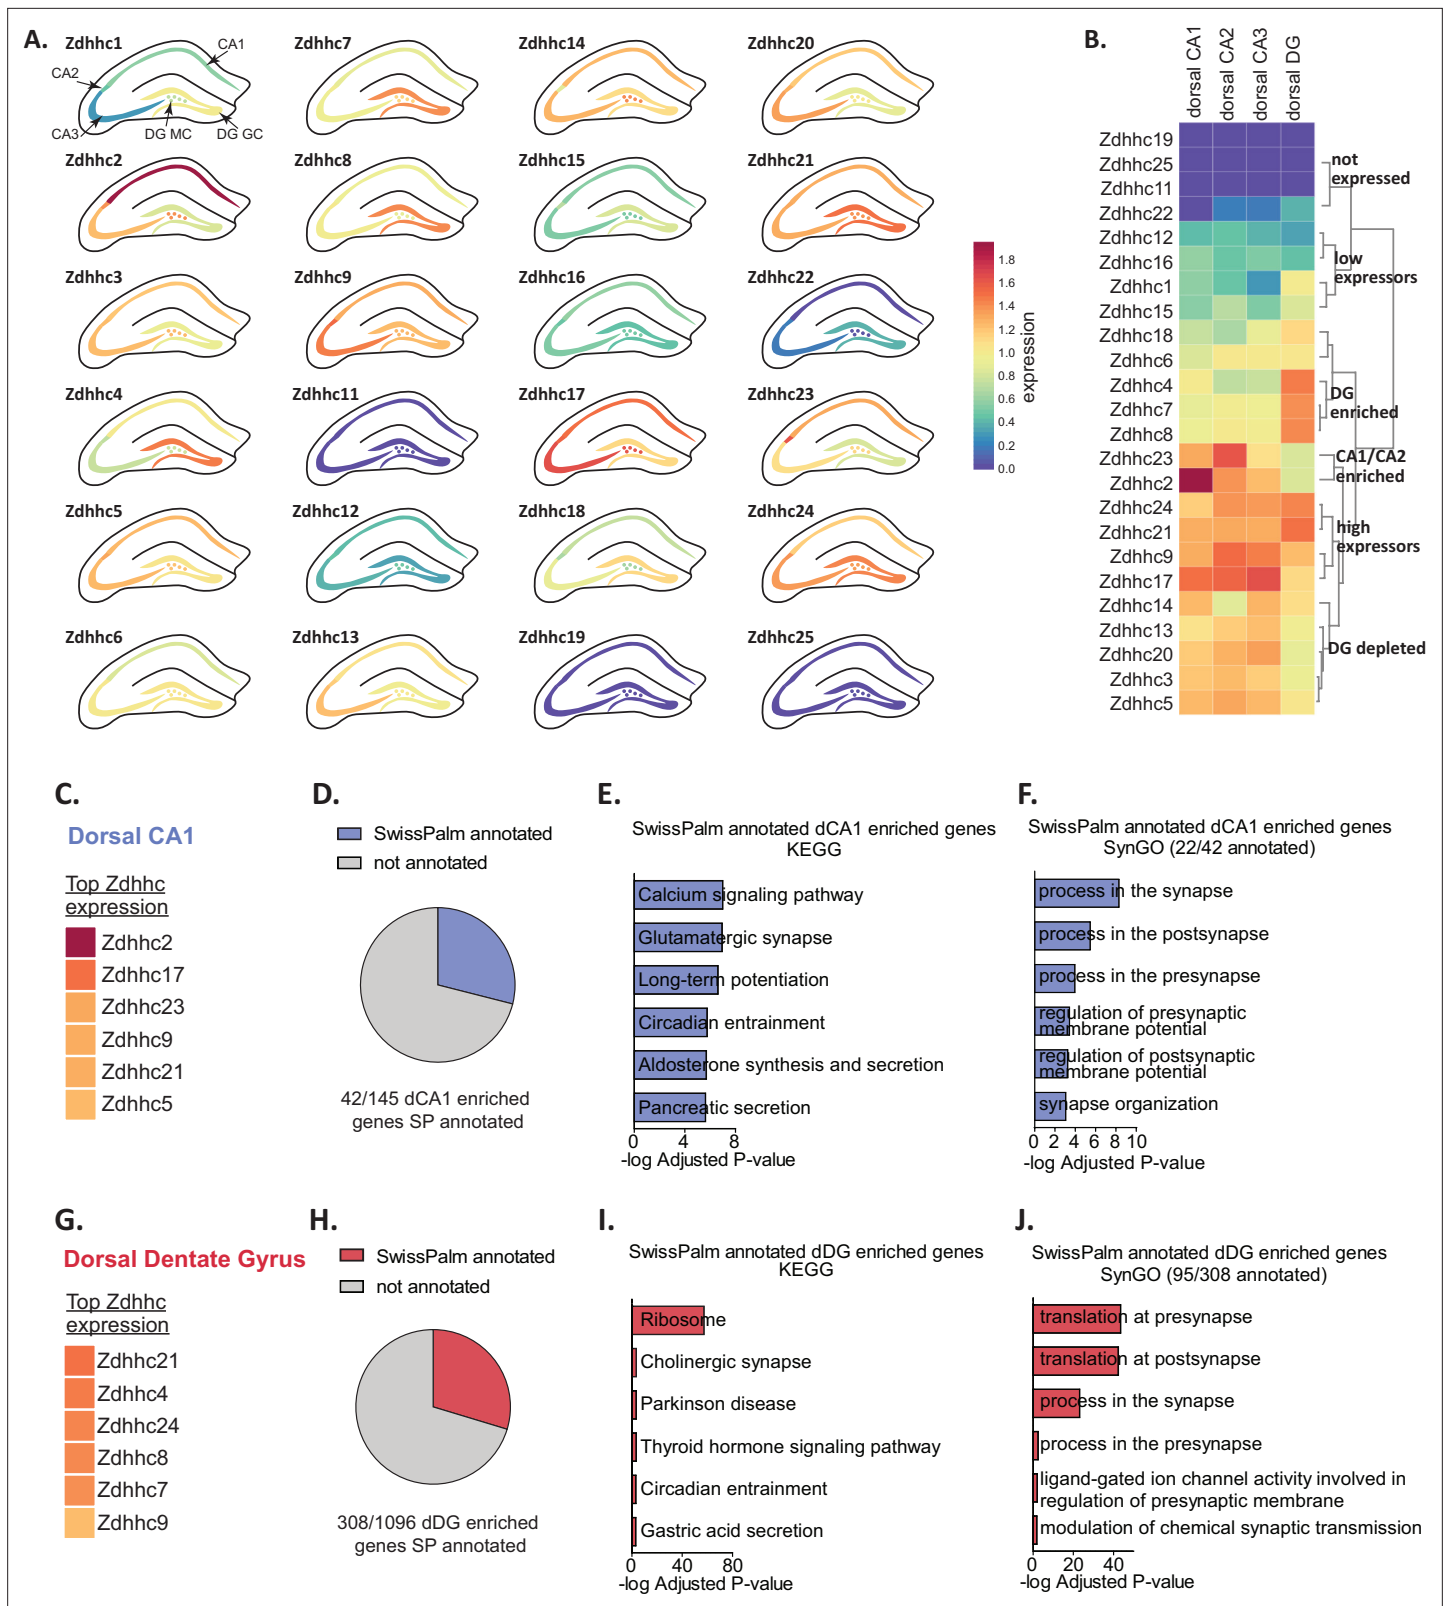 A.
Zdhhc1
CA1
CA2
CA3
DG MC
DG GC
Zdhhc7
Zdhhc14
Zdhhc20
Zdhhc2
Zdhhc8
Zdhhc15
Zdhhc21
Zdhhc3
Zdhhc9
Zdhhc16
Zdhhc22
Zdhhc4
Zdhhc11
Zdhhc17
Zdhhc23
Zdhhc5
Zdhhc12
Zdhhc18
Zdhhc24
Zdhhc6
Zdhhc13
Zdhhc19
Zdhhc25
1.8
1.6
1.4
1.2
1.0
0.8
0.6
0.4
0.2
0.0
expression
B.
dorsal CA1
dorsal CA2
dorsal CA3
dorsal DG
Zdhhc19
Zdhhc25
Zdhhc11
Zdhhc22
Zdhhc12
Zdhhc16
Zdhhc1
Zdhhc15
Zdhhc18
Zdhhc6
Zdhhc4
Zdhhc7
Zdhhc8
Zdhhc23
Zdhhc2
Zdhhc24
Zdhhc21
Zdhhc9
Zdhhc17
Zdhhc14
Zdhhc13
Zdhhc20
Zdhhc3
Zdhhc5
not
expressed
low
expressors
DG
enriched
CA1/CA2
enriched
high
expressors
DG depleted
C.
Dorsal CA1
Top Zdhhc
expression
Zdhhc2
Zdhhc17
Zdhhc23
Zdhhc9
Zdhhc21
Zdhhc5
D.
SwissPalm annotated
not annotated
42/145 dCA1 enriched
genes SP annotated
E.
SwissPalm annotated dCA1 enriched genes
KEGG
Calcium signaling pathway
Glutamatergic synapse
Long-term potentiation
Circadian entrainment
Aldosterone synthesis and secretion
Pancreatic secretion
0 4 8
-log Adjusted P-value
F.
SwissPalm annotated dCA1 enriched genes
SynGO (22/42 annotated)
process in the synapse
process in the postsynapse
process in the presynapse
regulation of presynaptic
membrane potential
regulation of postsynaptic
membrane potential
synapse organization
0 2 4 6 8 10
-log Adjusted P-value
G.
Dorsal Dentate Gyrus
Top Zdhhc
expression
Zdhhc21
Zdhhc4
Zdhhc24
Zdhhc8
Zdhhc7
Zdhhc9
H.
SwissPalm annotated
not annotated
308/1096 dDG enriched
genes SP annotated
I.
SwissPalm annotated dDG enriched genes
KEGG
Ribosome
Cholinergic synapse
Parkinson disease
Thyroid hormone signaling pathway
Circadian entrainment
Gastric acid secretion
0 40 80
-log Adjusted P-value
J.
SwissPalm annotated dDG enriched genes
SynGO (95/308 annotated)
translation at presynapse
translation at postsynapse
process in the synapse
process in the presynapse
ligand-gated ion channel activity involved in
regulation of presynaptic membrane
modulation of chemical synaptic transmission
0 20 40
-log Adjusted P-value